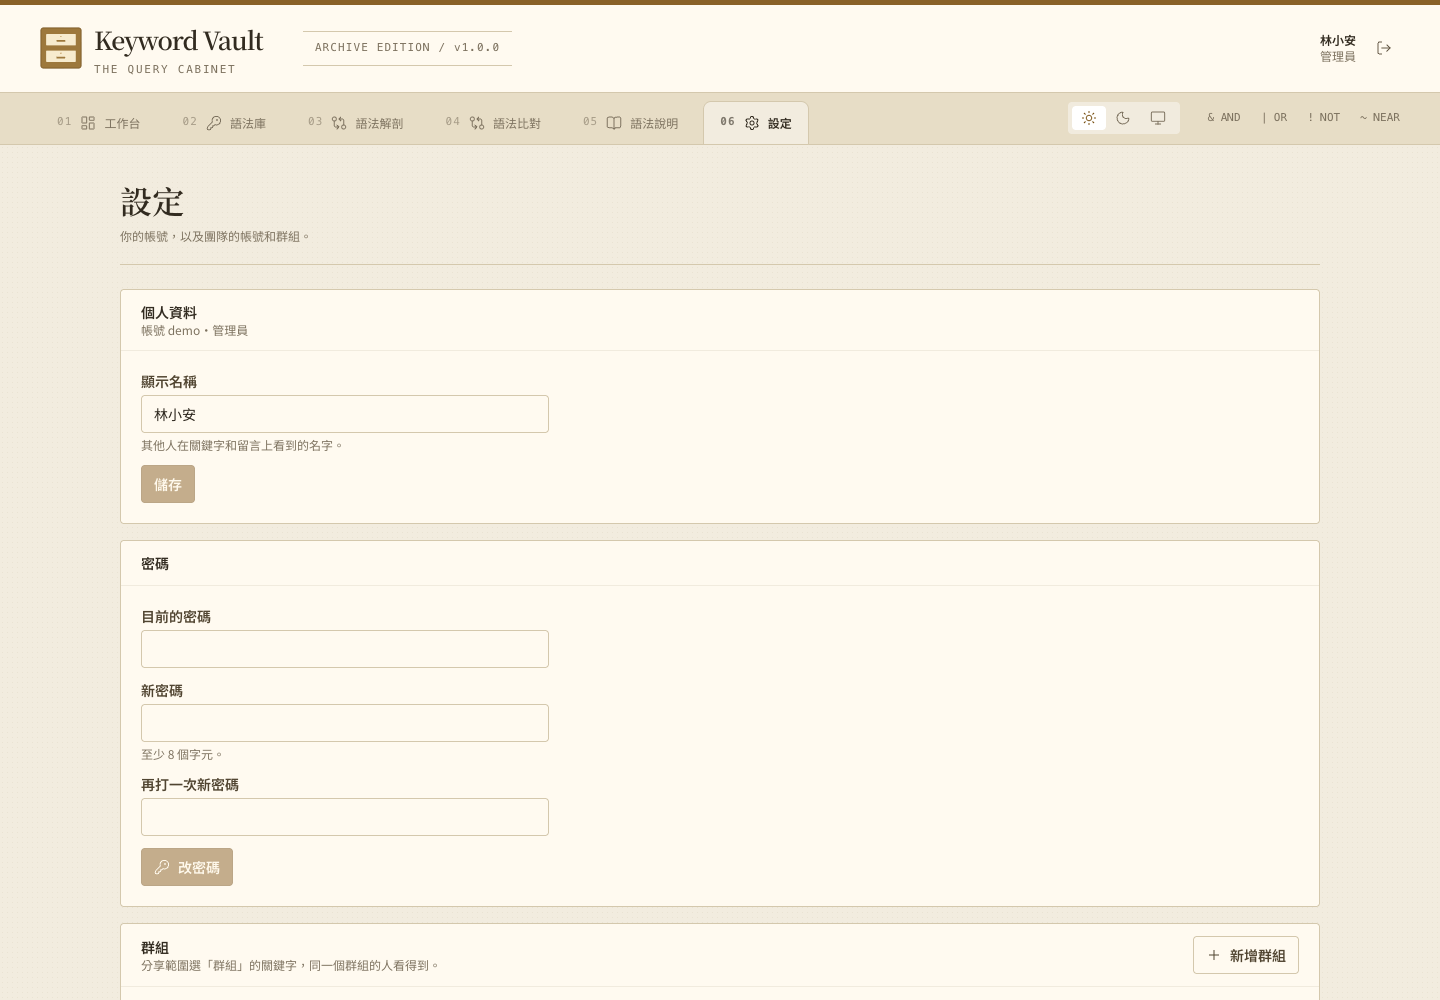 Keyword Vault
THE QUERY CABINET
ARCHIVE EDITION / v1.0.0
林小安
管理員
01 工作台
02 語法庫
03 語法解剖
04 語法比對
05 語法說明
06 設定
& AND | OR ! NOT ~ NEAR
設定
你的帳號，以及團隊的帳號和群組。
個人資料
帳號 demo・管理員
顯示名稱
林小安
其他人在關鍵字和留言上看到的名字。
儲存
密碼
目前的密碼
新密碼
至少 8 個字元。
再打一次新密碼
改密碼
群組
分享範圍選「群組」的關鍵字，同一個群組的人看得到。
新增群組